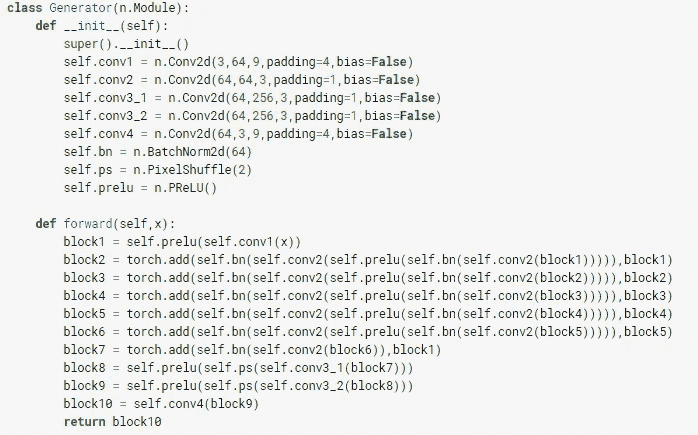 class Generator(n.Module):
    def __init__(self):
        super().__init__()
        self.conv1 = n.Conv2d(3,64,9,padding=4,bias=False)
        self.conv2 = n.Conv2d(64,64,3,padding=1,bias=False)
        self.conv3_1 = n.Conv2d(64,256,3,padding=1,bias=False)
        self.conv3_2 = n.Conv2d(64,256,3,padding=1,bias=False)
        self.conv4 = n.Conv2d(64,3,9,padding=4,bias=False)
        self.bn = n.BatchNorm2d(64)
        self.ps = n.PixelShuffle(2)
        self.prelu = n.PReLU()

    def forward(self,x):
        block1 = self.prelu(self.conv1(x))
        block2 = torch.add(self.bn(self.conv2(self.prelu(self.bn(self.conv2(block1))))),block1)
        block3 = torch.add(self.bn(self.conv2(self.prelu(self.bn(self.conv2(block2))))),block2)
        block4 = torch.add(self.bn(self.conv2(self.prelu(self.bn(self.conv2(block3))))),block3)
        block5 = torch.add(self.bn(self.conv2(self.prelu(self.bn(self.conv2(block4))))),block4)
        block6 = torch.add(self.bn(self.conv2(self.prelu(self.bn(self.conv2(block5))))),block5)
        block7 = torch.add(self.bn(self.conv2(block6)),block1)
        block8 = self.prelu(self.ps(self.conv3_1(block7)))
        block9 = self.prelu(self.ps(self.conv3_2(block8)))
        block10 = self.conv4(block9)
        return block10